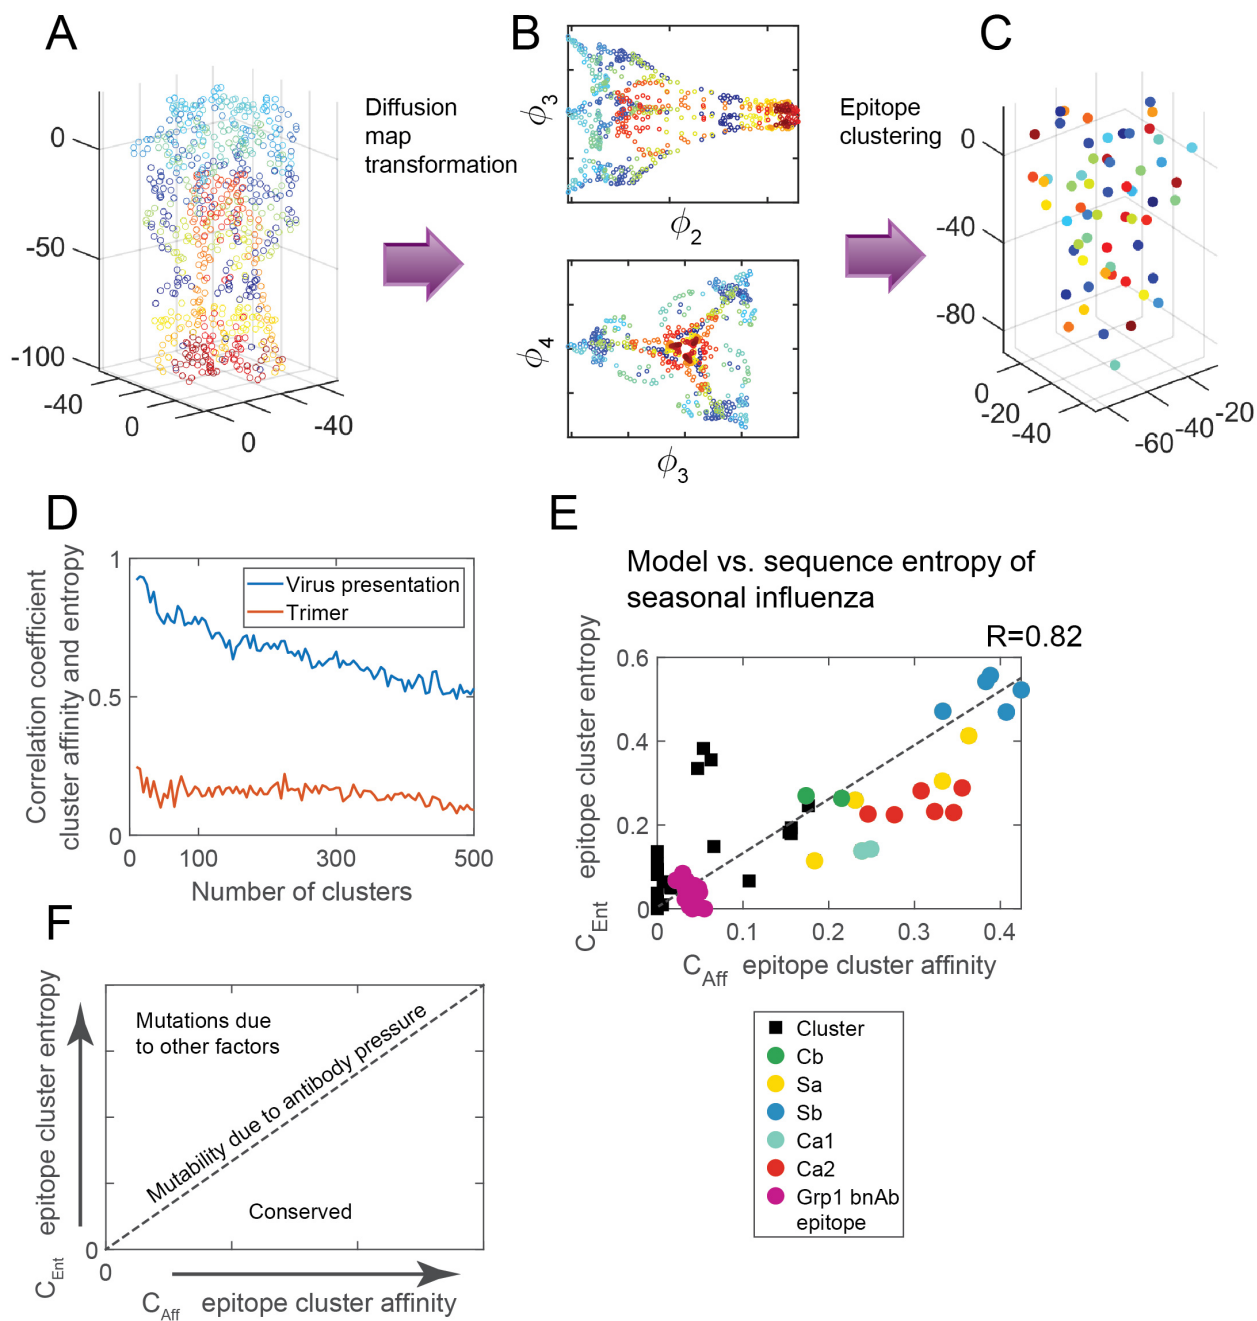 A
B
C
Diffusion
map
transformation
Epitope
clustering
0
-50
-100
-40
0
0
-40
ϕ3
ϕ2
ϕ4
ϕ3
0
-40
-80
0
-20
-40
-60
-40
-20
D
Correlation coefficient
cluster affinity and entropy
1
0.5
0
0
100
300
500
Number of clusters
Virus presentation
Trimer
E
Model vs. sequence entropy of
seasonal influenza
R=0.82
CEnt epitope cluster entropy
0.6
0.4
0.2
0
0
0.1
0.2
0.3
0.4
CAff epitope cluster affinity
Cluster
Cb
Sa
Sb
Ca1
Ca2
Grp1 bnAb
epitope
F
CEnt epitope cluster entropy
Mutations due
to other factors
Mutability due to antibody pressure
Conserved
0
0
CAff epitope cluster affinity